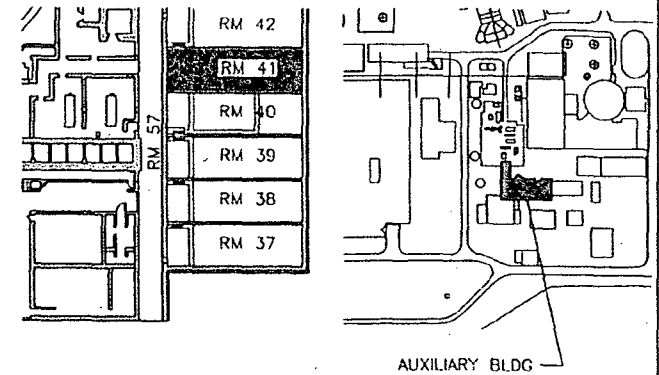 RM 42
RM 41
RM 40
RM 57
RM 39
RM 38
RM 37
AUXILIARY BLDG